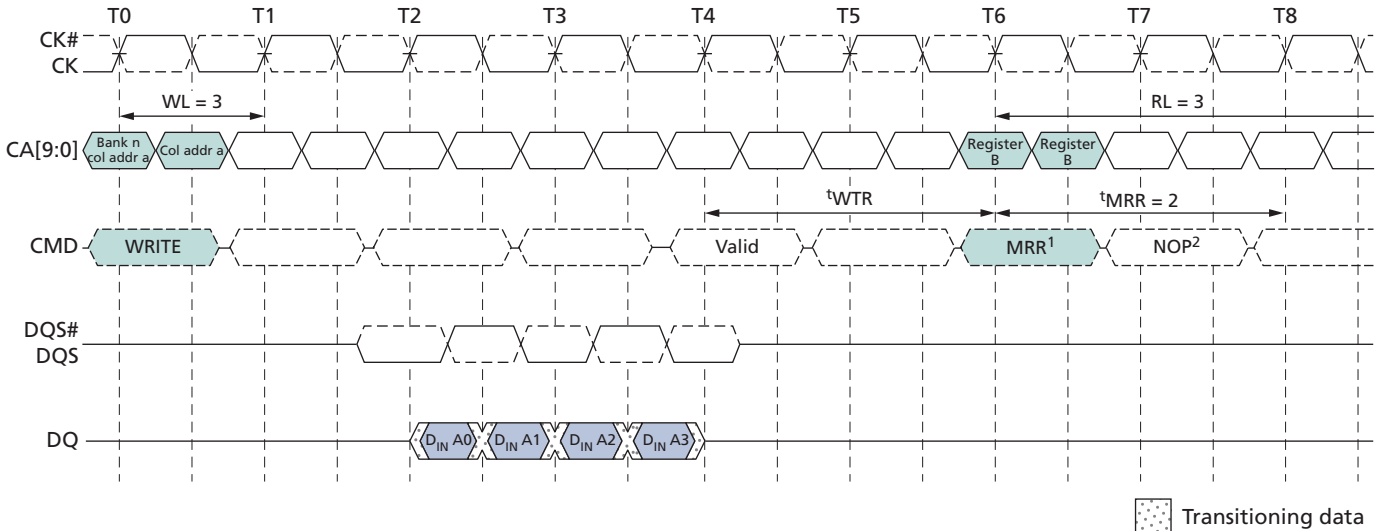 T0 T1 T2 T3 T4 T5 T6 T7 T8
CK#
CK
WL = 3 RL = 3
CA[9:0] Bank n col addr a Col addr a Register B Register B
tWTR tMRR = 2
CMD WRITE Valid MRR1 NOP2
DQS#
DQS
DQ DIN A0 DIN A1 DIN A2 DIN A3
Transitioning data